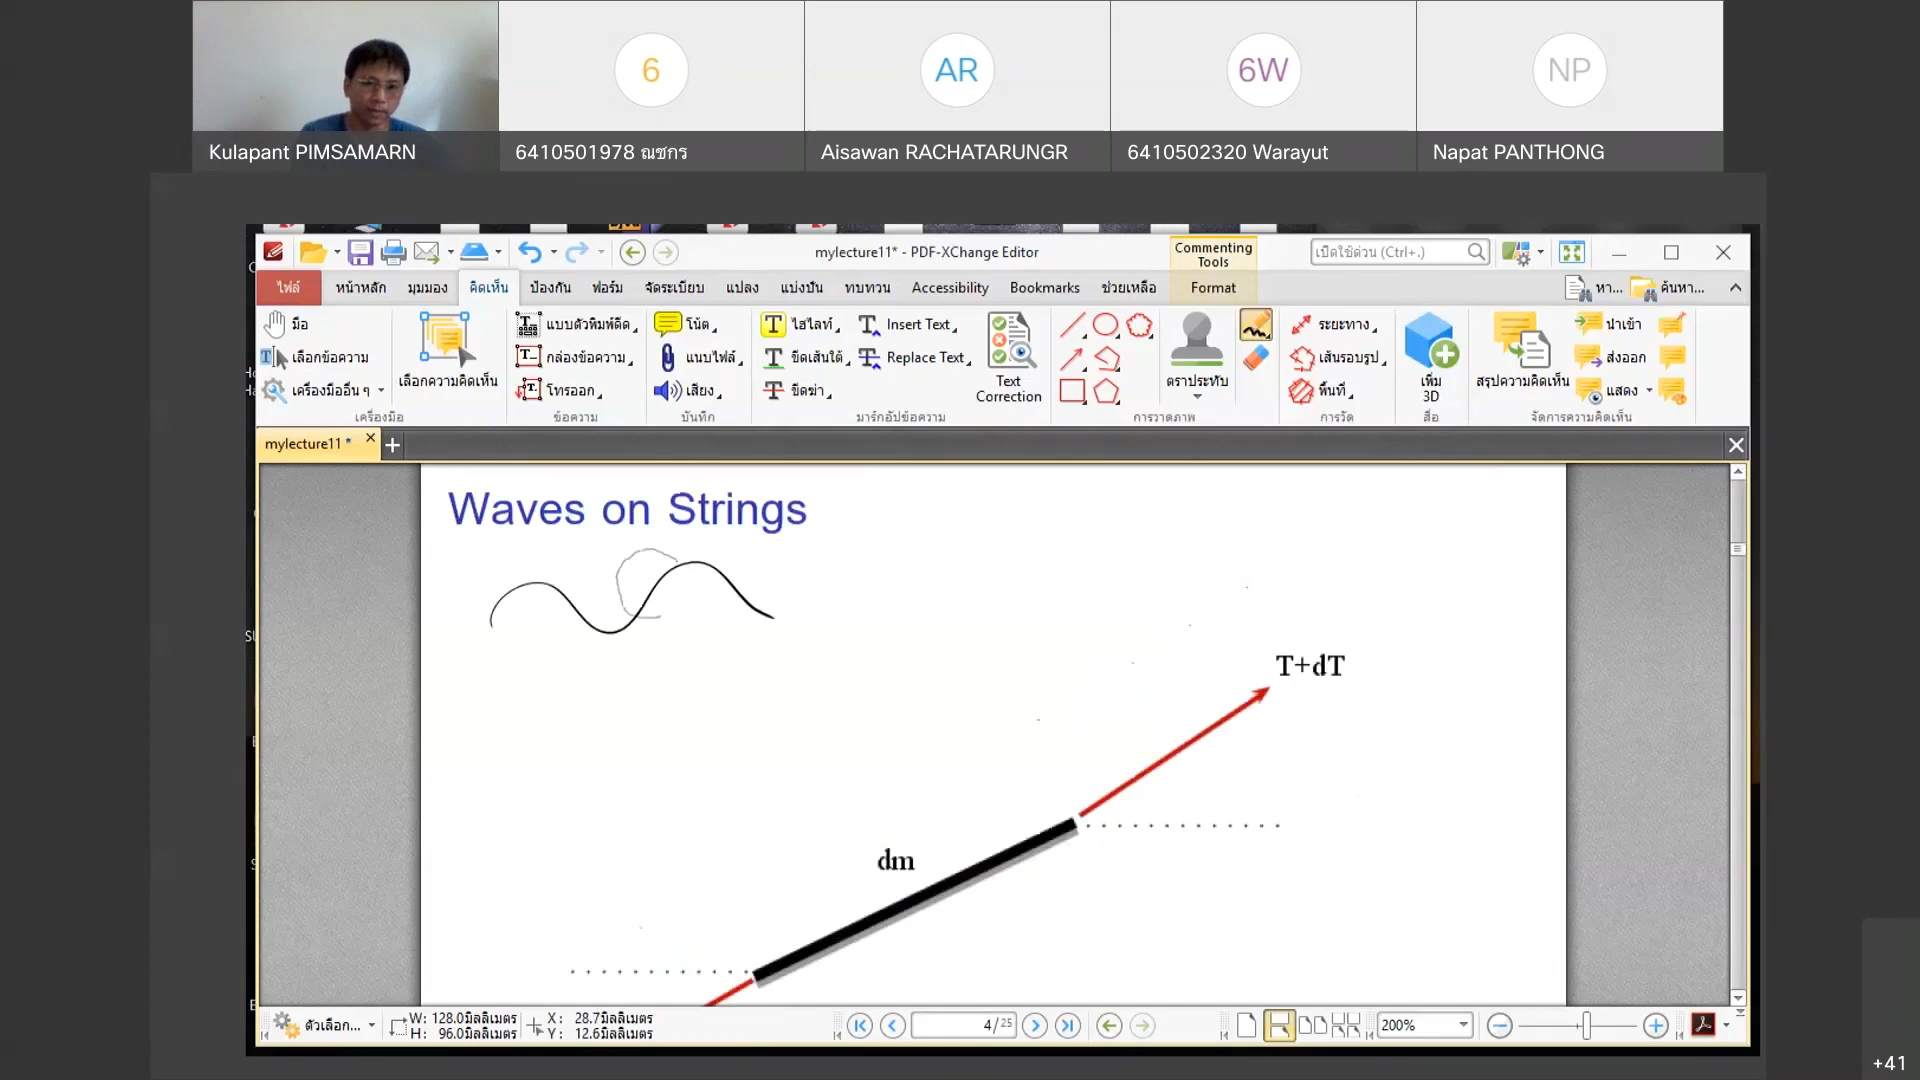 6
AR
6W
NP
Kulapant PIMSAMARN
6410501978 ณชกร
Aisawan RACHATARUNGR
6410502320 Warayut
Napat PANTHONG
mylecture11* - PDF-XChange Editor
Commenting Tools
เปิดใช้ด่วน (Ctrl+.)
ไฟล์ หน้าหลัก มุมมอง คิดเห็น ป้องกัน ฟอร์ม จัดระเบียบ แปลง แบ่งปัน ทบทวน Accessibility Bookmarks ช่วยเหลือ Format หา... ค้นหา...
มือ
เลือกข้อความ
เครื่องมืออื่น ๆ
เครื่องมือ
เลือกความคิดเห็น
แบบตัวพิมพ์ดีด
กล่องข้อความ
โทรออก
ข้อความ
โน้ต
แนบไฟล์
เสียง
บันทึก
ไฮไลท์
ขีดเส้นใต้
ขีดฆ่า
Insert Text
Replace Text
Text Correction
มาร์กอัปข้อความ
ตราประทับ
การวาดภาพ
ระยะทาง
เส้นรอบรูป
พื้นที่
การวัด
เพิ่ม 3D
สื่อ
สรุปความคิดเห็น
นำเข้า
ส่งออก
แสดง
จัดการความคิดเห็น
mylecture11 *
Waves on Strings
T+dT
dm
ตัวเลือก...
W: 128.0มิลลิเมตร
H: 96.0มิลลิเมตร
X: 28.7มิลลิเมตร
Y: 12.6มิลลิเมตร
4/25
200%
+41